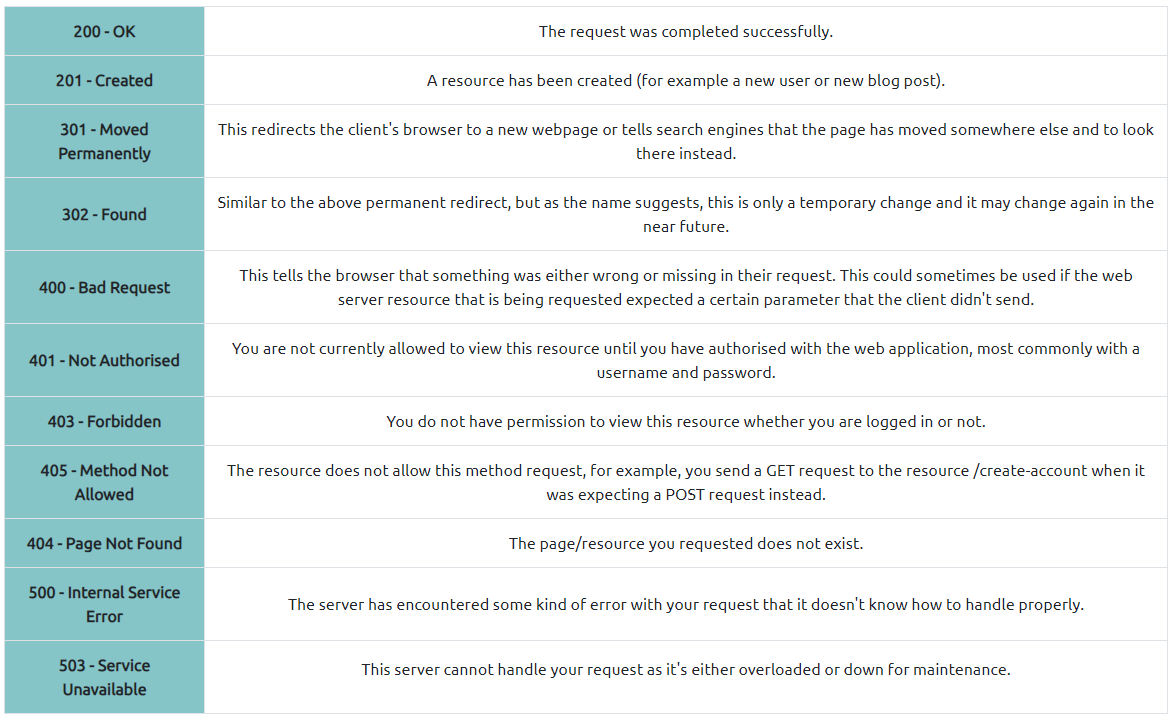 200 - OK
The request was completed successfully.
201 - Created
A resource has been created (for example a new user or new blog post).
301 - Moved
Permanently
This redirects the client's browser to a new webpage or tells search engines that the page has moved somewhere else and to look
there instead.
302 - Found
Similar to the above permanent redirect, but as the name suggests, this is only a temporary change and it may change again in the
near future.
400 - Bad Request
This tells the browser that something was either wrong or missing in their request. This could sometimes be used if the web
server resource that is being requested expected a certain parameter that the client didn't send.
401 - Not Authorised
You are not currently allowed to view this resource until you have authorised with the web application, most commonly with a
username and password.
403 - Forbidden
You do not have permission to view this resource whether you are logged in or not.
405 - Method Not
Allowed
The resource does not allow this method request, for example, you send a GET request to the resource /create-account when it
was expecting a POST request instead.
404 - Page Not Found
The page/resource you requested does not exist.
500 - Internal Service
Error
The server has encountered some kind of error with your request that it doesn't know how to handle properly.
503 - Service
Unavailable
This server cannot handle your request as it's either overloaded or down for maintenance.